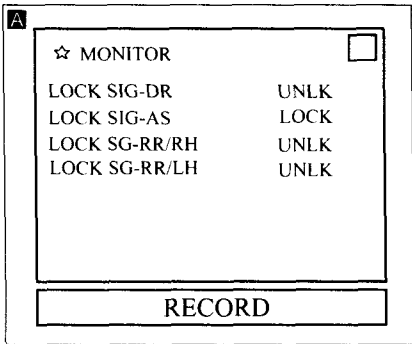 A
☆ MONITOR
LOCK SIG-DR UNLK
LOCK SIG-AS LOCK
LOCK SG-RR/RH UNLK
LOCK SG-RR/LH UNLK
RECORD